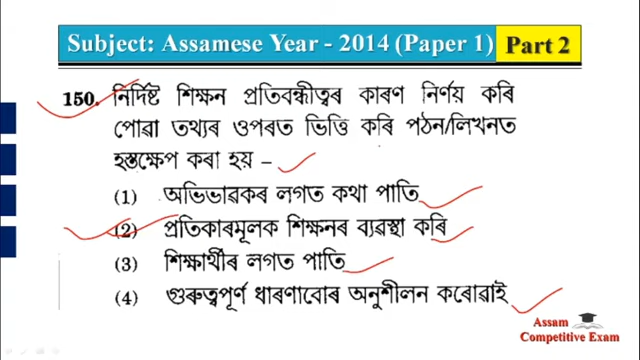 Subject: Assamese Year - 2014 (Paper 1) Part 2
150. নিৰ্দিষ্ট শিক্ষন প্ৰতিবন্ধীত্বৰ কাৰণ নিৰ্ণয় কৰি
পোৱা তথ্যৰ ওপৰত ভিত্তি কৰি পঠন/লিখনত
হস্তক্ষেপ কৰা হয় –
(1) অভিভাৱকৰ লগত কথা পাতি
(2) প্ৰতিকাৰমূলক শিক্ষনৰ ব্যৱস্থা কৰি
(3) শিক্ষাৰ্থীৰ লগত পাতি
(4) গুৰুত্বপূৰ্ণ ধাৰণাবোৰ অনুশীলন কৰোৱাই
Assam
Competitive Exam